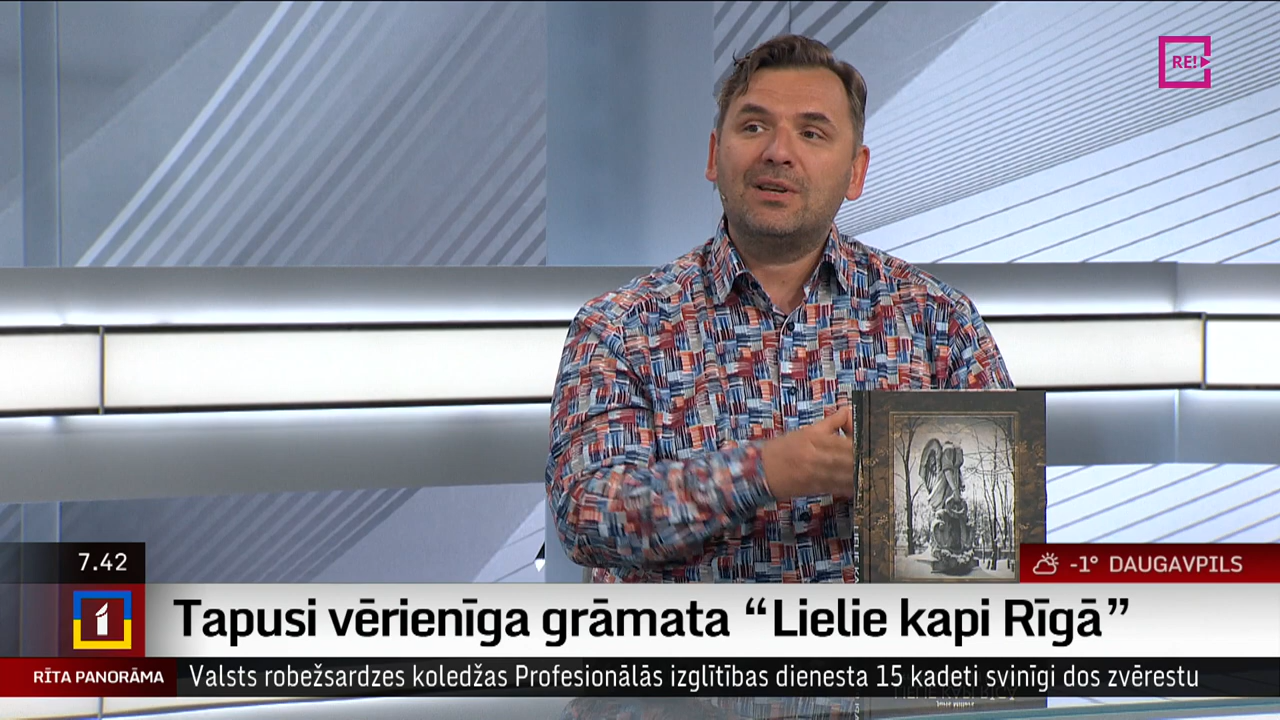 RE!
7.42
-1° DAUGAVPILS
1
Tapusi vērienīga grāmata “Lielie kapi Rīgā”
RĪTA PANORĀMA
Valsts robežsardzes koledžas Profesionālās izglītības dienesta 15 kadeti svinīgi dos zvērestu